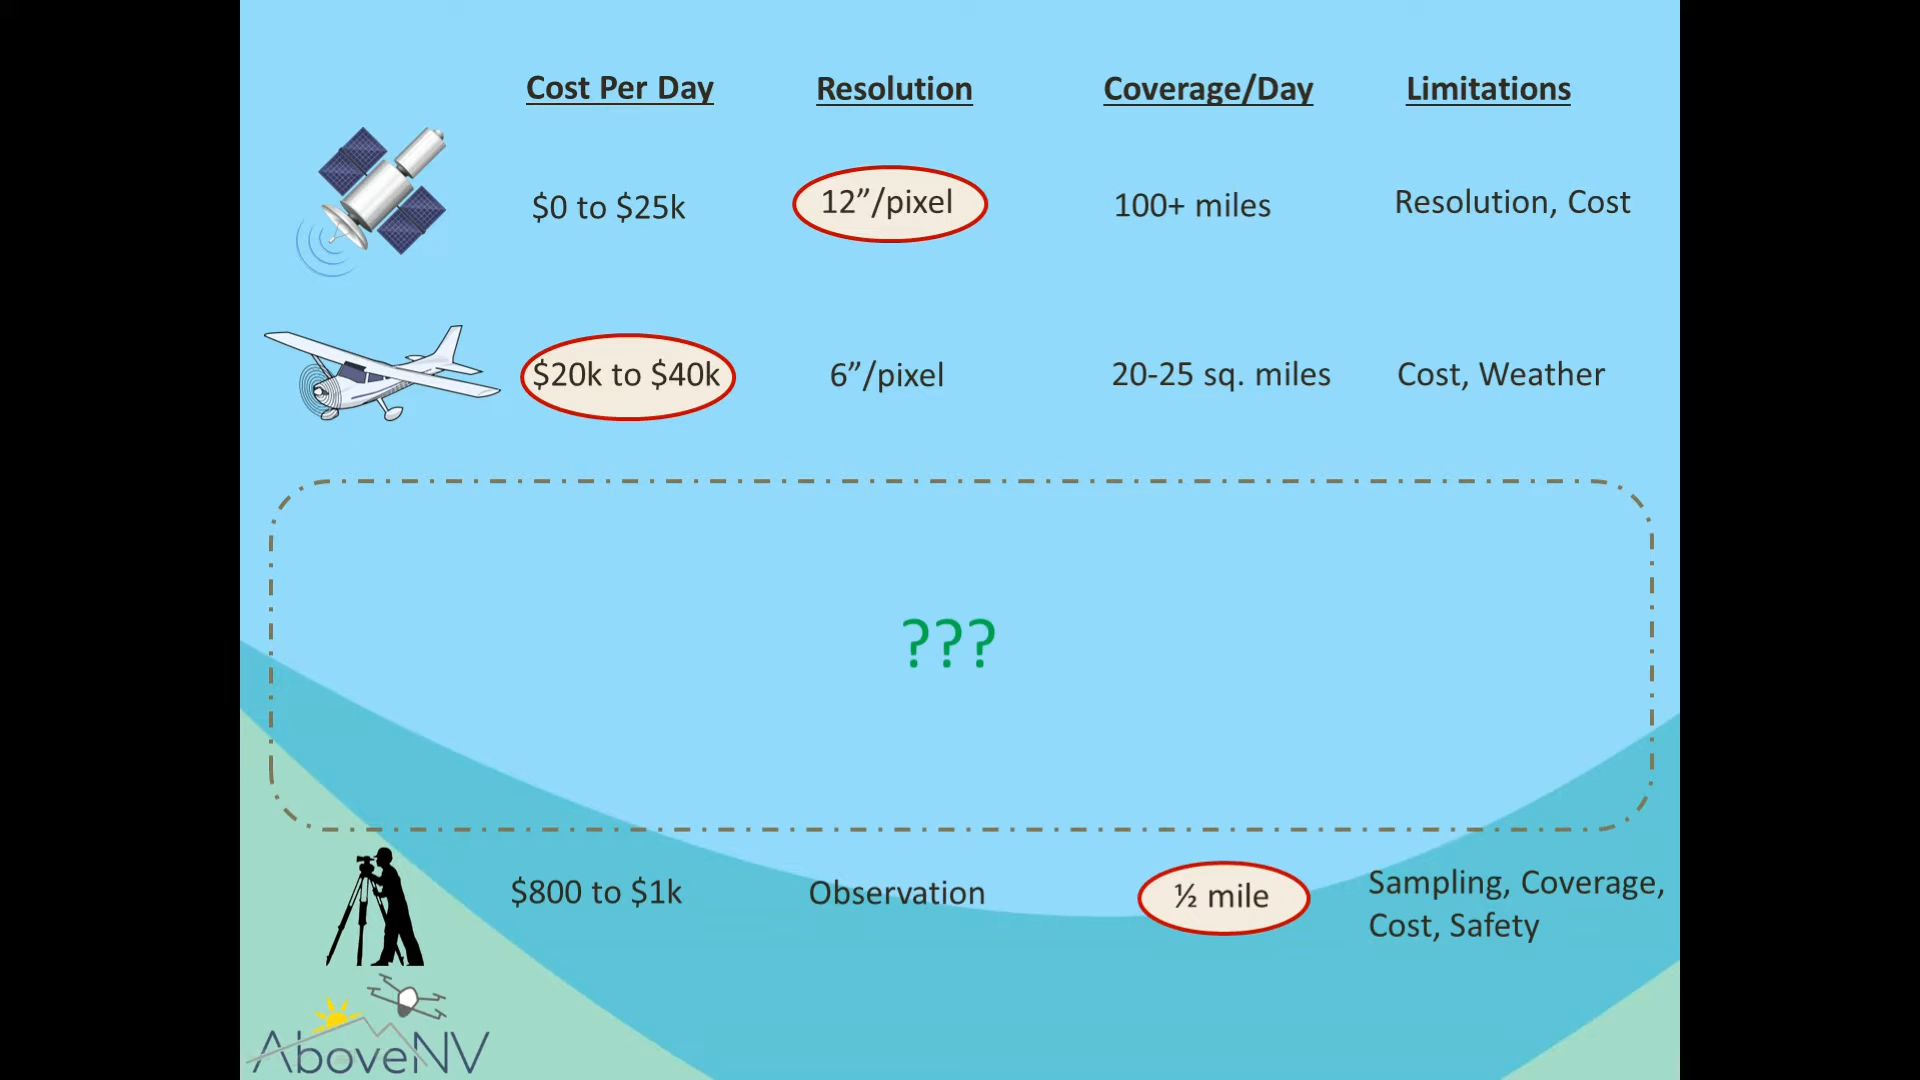 Cost Per Day Resolution Coverage/Day Limitations
$0 to $25k 12”/pixel 100+ miles Resolution, Cost
$20k to $40k 6”/pixel 20-25 sq. miles Cost, Weather
???
$800 to $1k Observation ½ mile Sampling, Coverage,
Cost, Safety
AboveNV